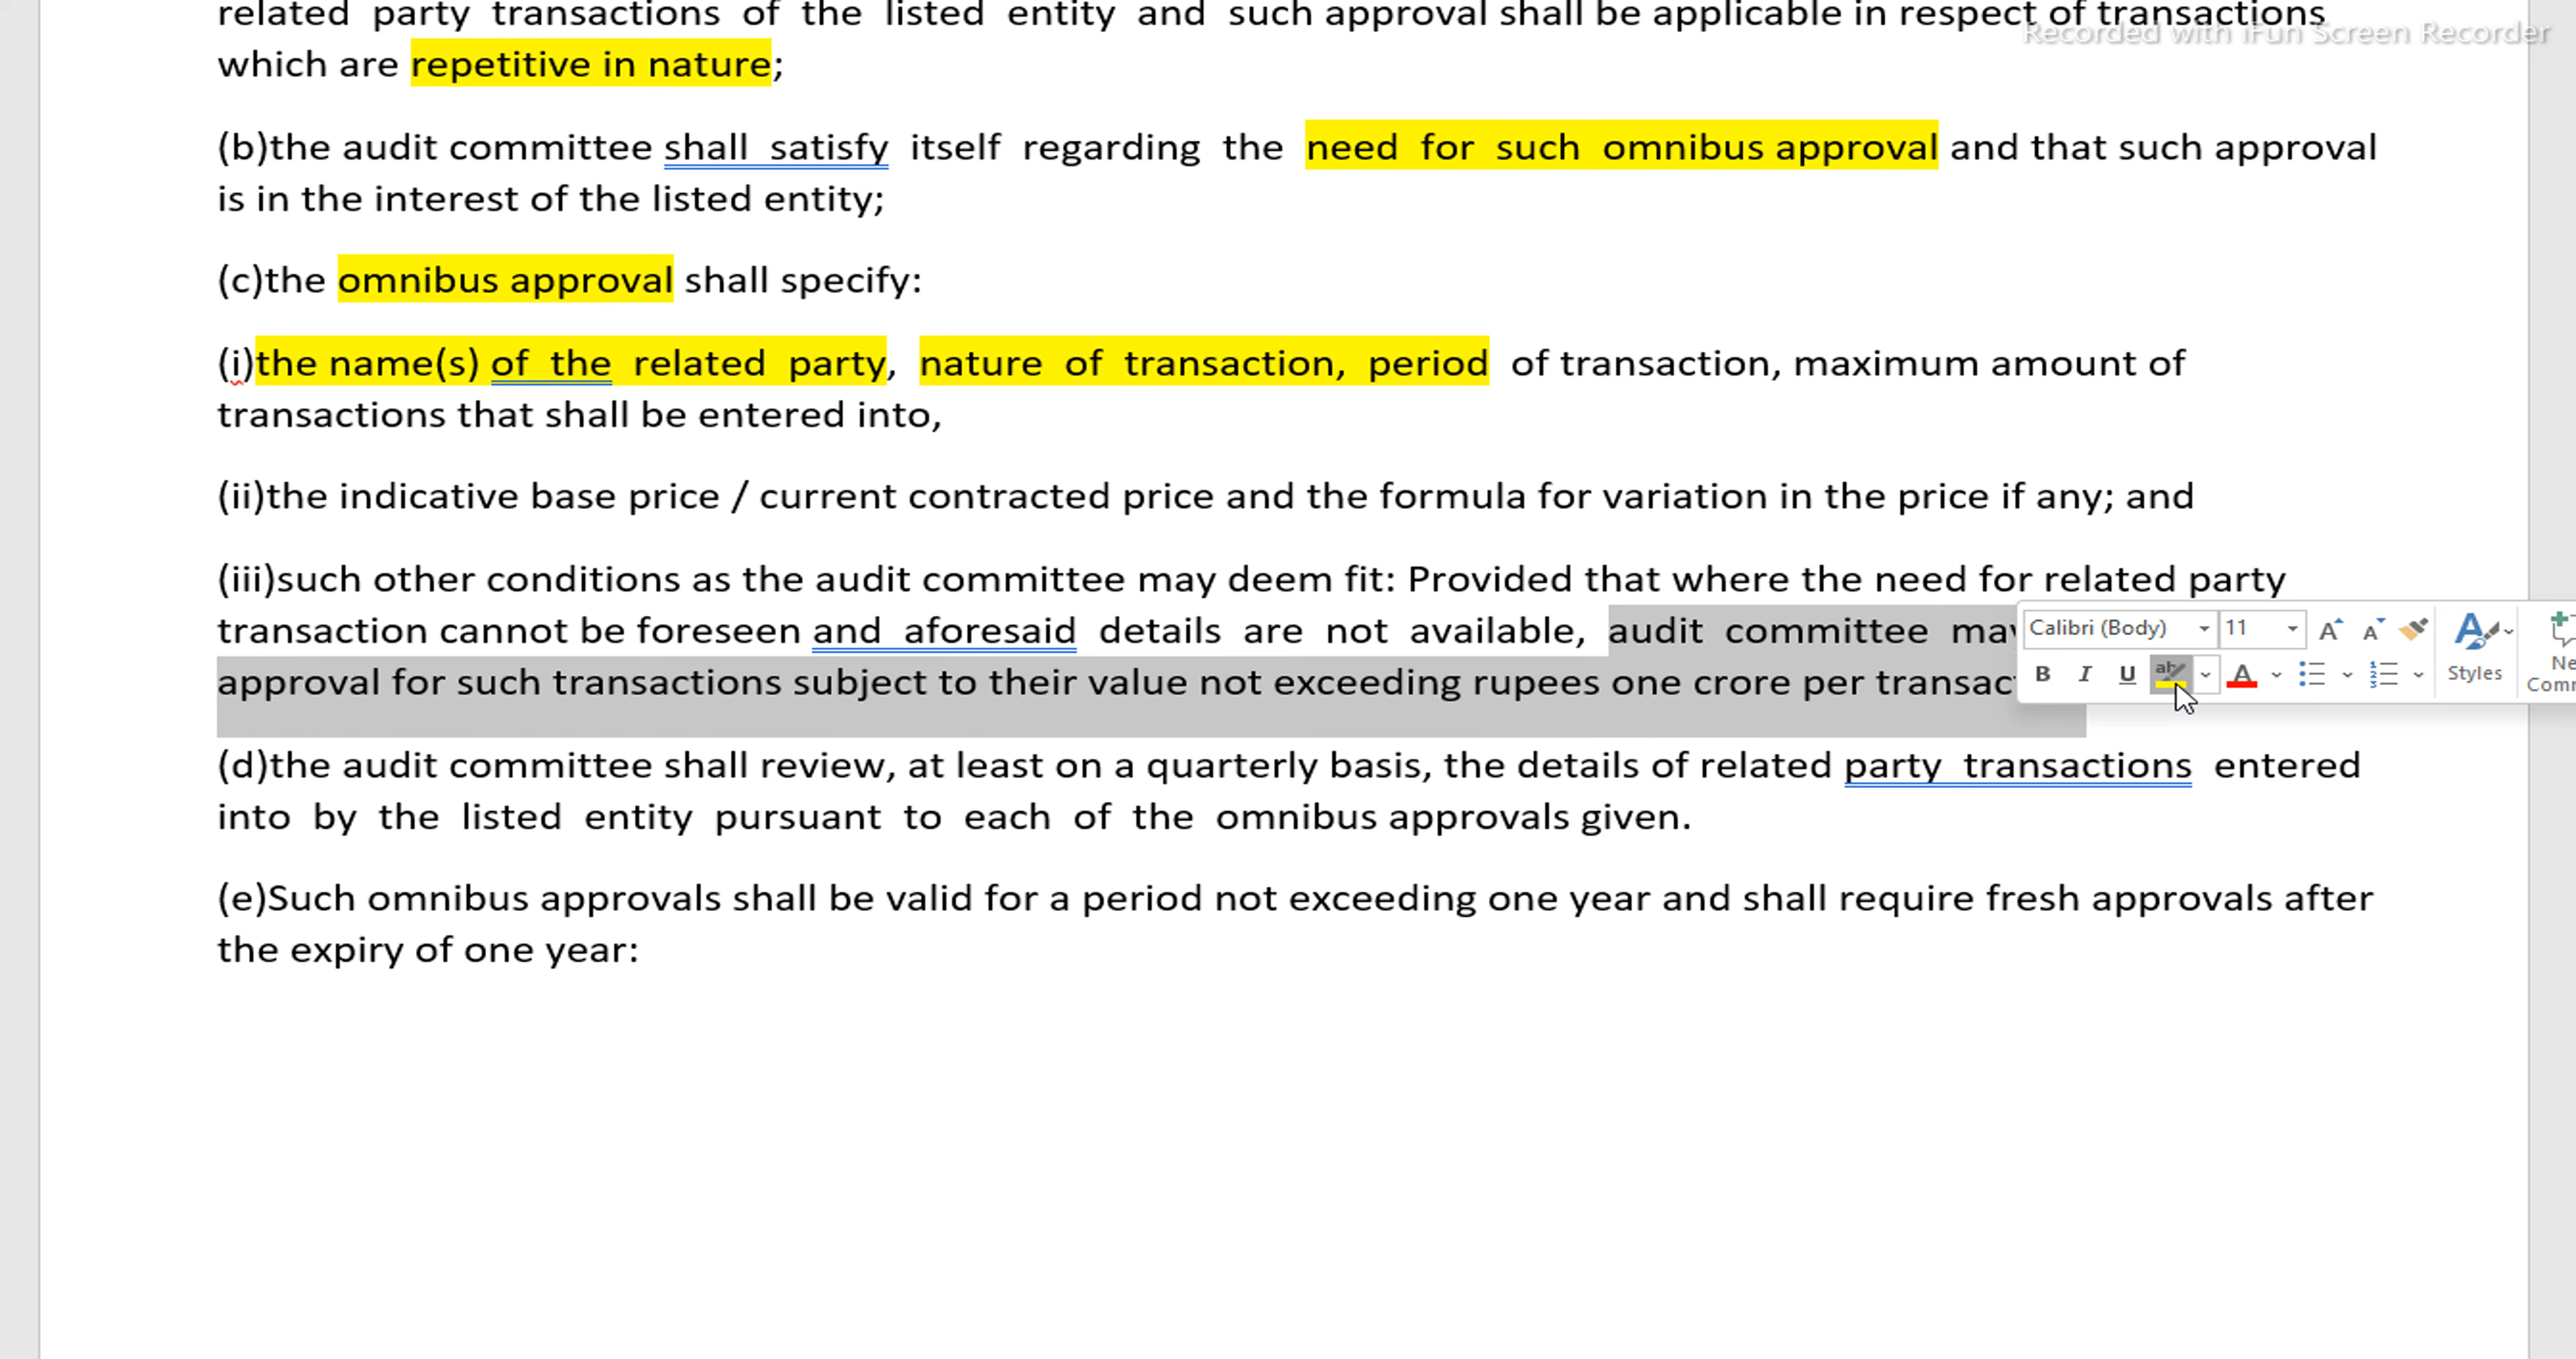 related party transactions of the listed entity and such approval shall be applicable in respect of transactions
Recorded with iFun Screen Recorder
which are repetitive in nature;
(b)the audit committee shall satisfy itself regarding the need for such omnibus approval and that such approval
is in the interest of the listed entity;
(c)the omnibus approval shall specify:
(i)the name(s) of the related party, nature of transaction, period of transaction, maximum amount of
transactions that shall be entered into,
(ii)the indicative base price / current contracted price and the formula for variation in the price if any; and
(iii)such other conditions as the audit committee may deem fit: Provided that where the need for related party
transaction cannot be foreseen and aforesaid details are not available, audit committee may
Calibri (Body) 11
approval for such transactions subject to their value not exceeding rupees one crore per
B I U A Styles
(d)the audit committee shall review, at least on a quarterly basis, the details of related party transactions entered
into by the listed entity pursuant to each of the omnibus approvals given.
(e)Such omnibus approvals shall be valid for a period not exceeding one year and shall require fresh approvals after
the expiry of one year: